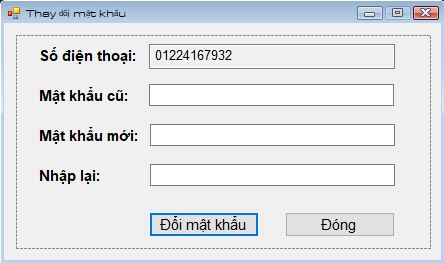 Thay đổi mật khẩu
Số điện thoại: 01224167932
Mật khẩu cũ:
Mật khẩu mới:
Nhập lại:
Đổi mật khẩu Đóng